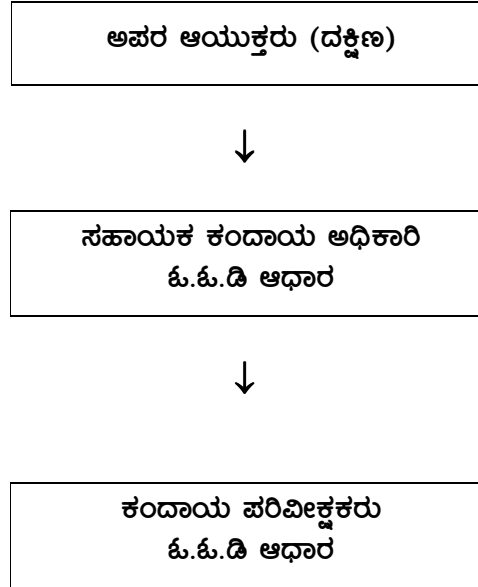 ಅಪರ ಆಯುಕ್ತರು (ದಕ್ಷಿಣ)
↓
ಸಹಾಯಕ ಕಂದಾಯ ಅಧಿಕಾರಿ
ಓ.ಓ.ಡಿ ಆಧಾರ
↓
ಕಂದಾಯ ಪರಿವೀಕ್ಷಕರು
ಓ.ಓ.ಡಿ ಆಧಾರ